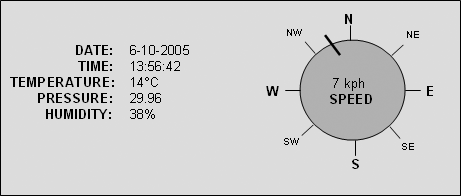 DATE: 6-10-2005
TIME: 13:56:42
TEMPERATURE: 14°C
PRESSURE: 29.96
HUMIDITY: 38%
N
NW
NE
W
7 kph
SPEED
E
SW
SE
S